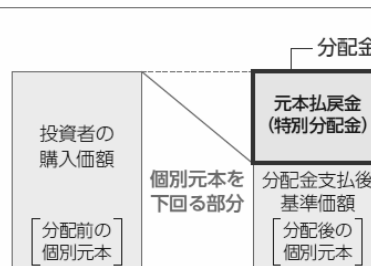 分配金
元本払戻金
(特別分配金)
投資者の
購入価額
個別元本を
下回る部分
分配金支払後
基準価額
分配前の
個別元本
分配後の
個別元本